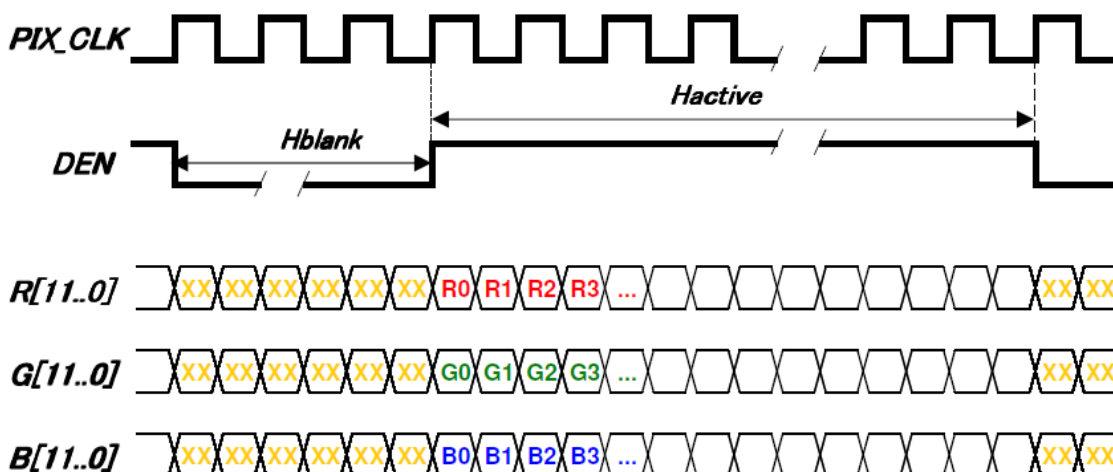 PIX_CLK
Hactive
Hblank
DEN
R[11..0] XX XX XX XX XX XX R0 R1 R2 R3 ... XX XX
G[11..0] XX XX XX XX XX XX G0 G1 G2 G3 ... XX XX
B[11..0] XX XX XX XX XX XX B0 B1 B2 B3 ... XX XX